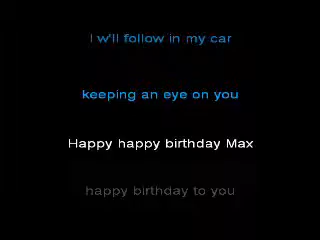 I w'll follow in my car
keeping an eye on you
Happy happy birthday Max
happy birthday to you